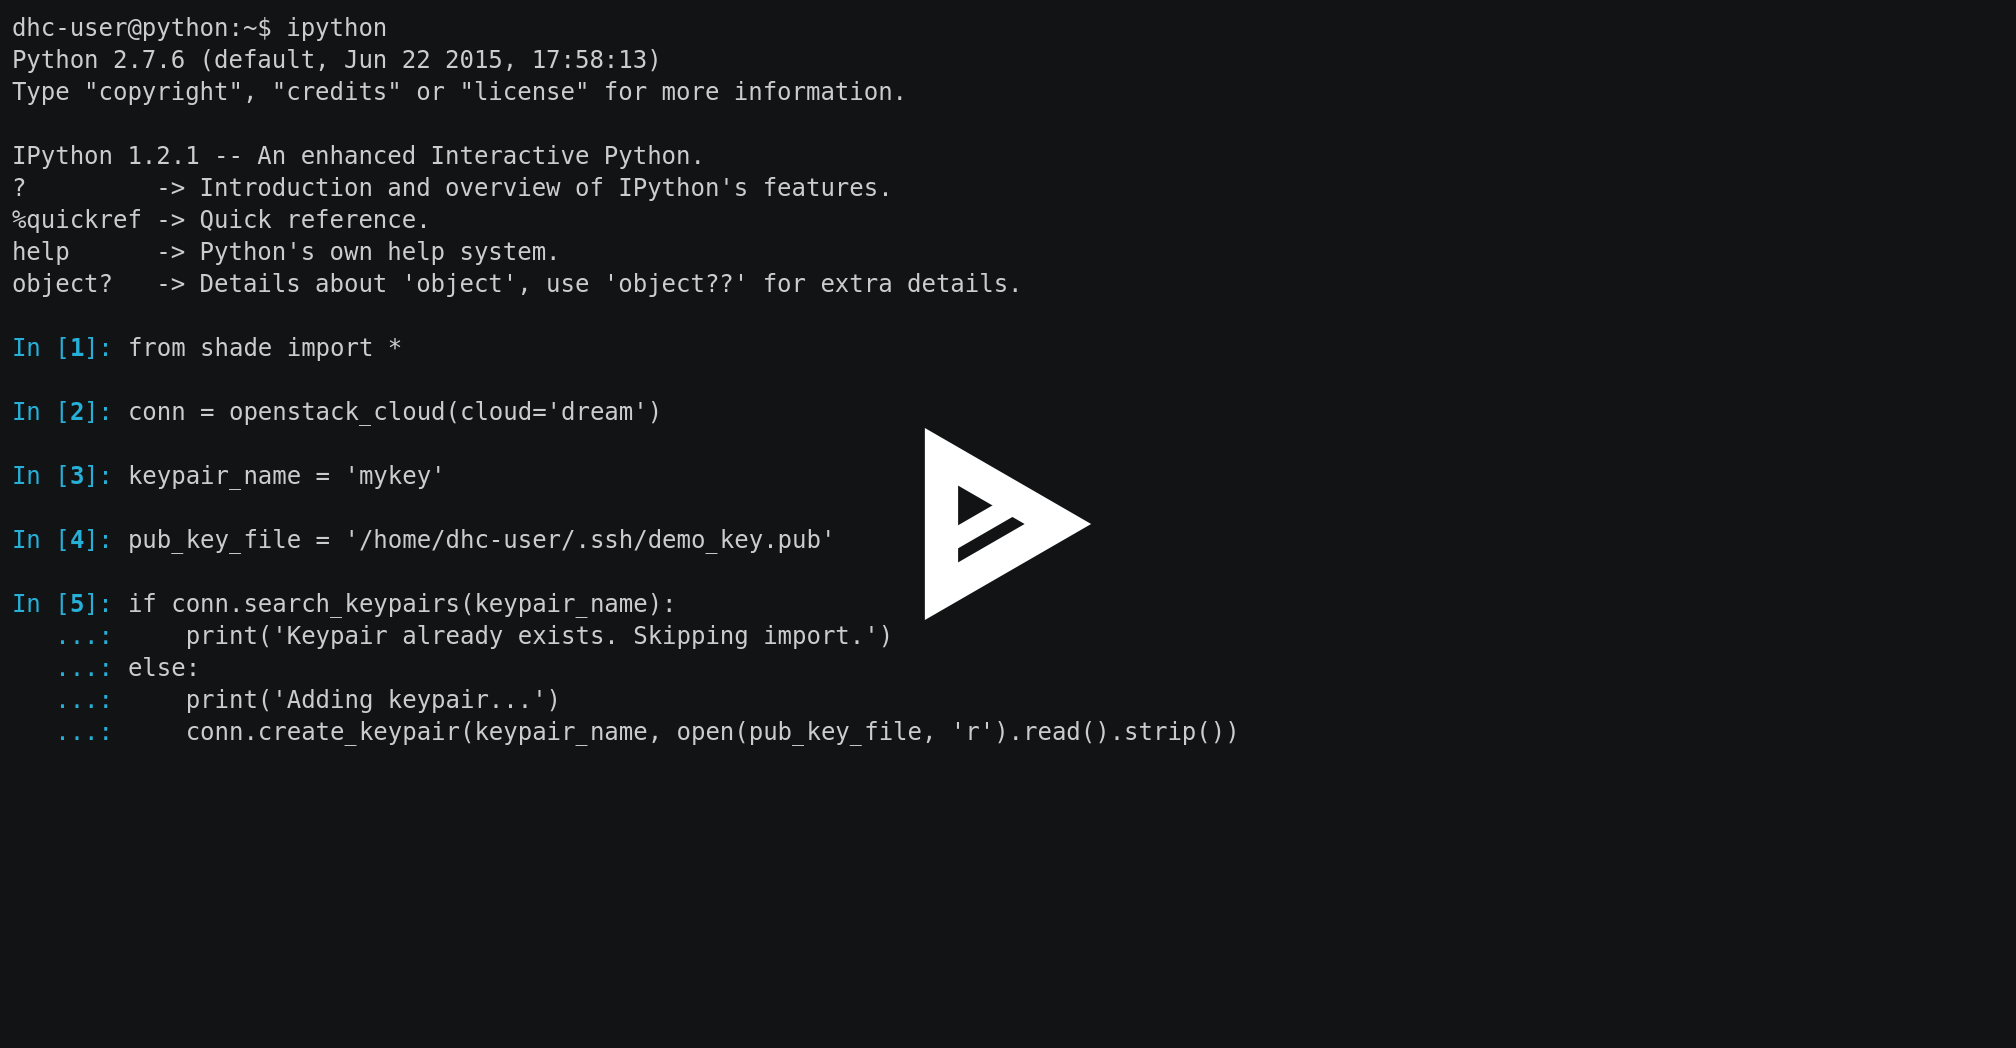 dhc-user@python:~$ ipython
Python 2.7.6 (default, Jun 22 2015, 17:58:13)
Type "copyright", "credits" or "license" for more information.

IPython 1.2.1 -- An enhanced Interactive Python.
?         -> Introduction and overview of IPython's features.
%quickref -> Quick reference.
help      -> Python's own help system.
object?   -> Details about 'object', use 'object??' for extra details.

In [1]: from shade import *

In [2]: conn = openstack_cloud(cloud='dream')

In [3]: keypair_name = 'mykey'

In [4]: pub_key_file = '/home/dhc-user/.ssh/demo_key.pub'

In [5]: if conn.search_keypairs(keypair_name):
   ...:     print('Keypair already exists. Skipping import.')
   ...: else:
   ...:     print('Adding keypair...')
   ...:     conn.create_keypair(keypair_name, open(pub_key_file, 'r').read().strip())